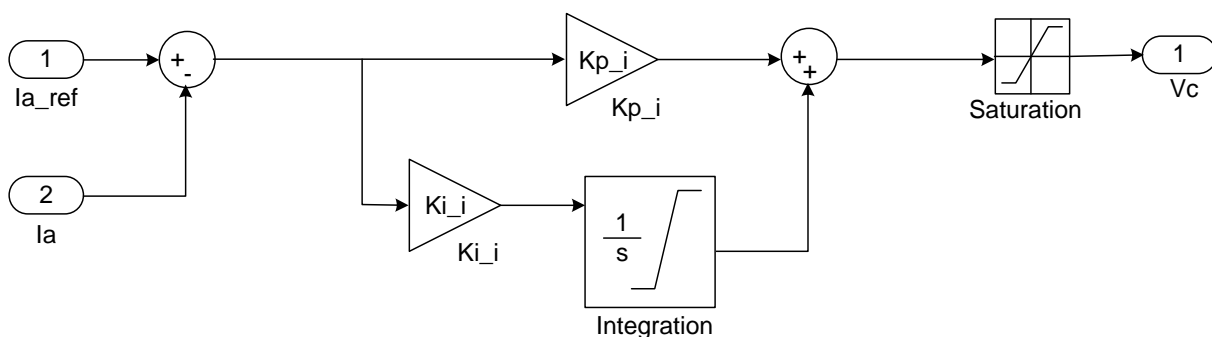 1
Ia_ref
+
-
Kp_i
Kp_i
+
+
Saturation
1
Vc
2
Ia
Ki_i
Ki_i
1
s
Integration